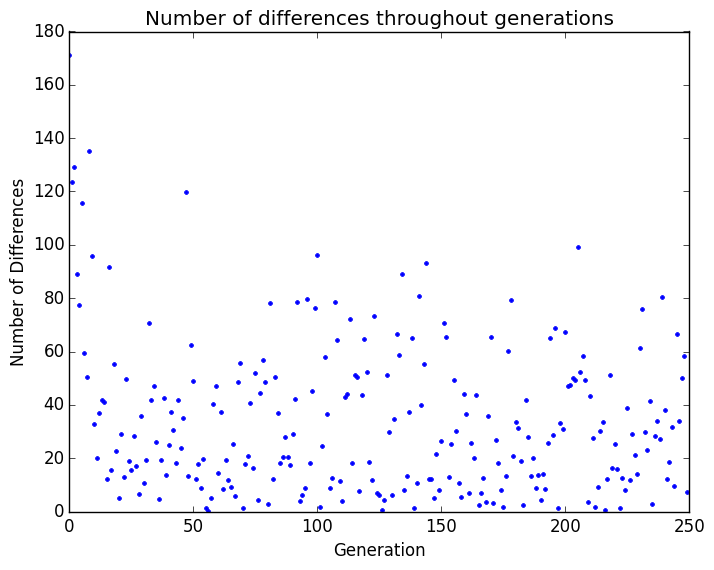 Number of differences throughout generations
180
160
140
120
100
80
60
40
20
0
Number of Differences
0 50 100 150 200 250
Generation